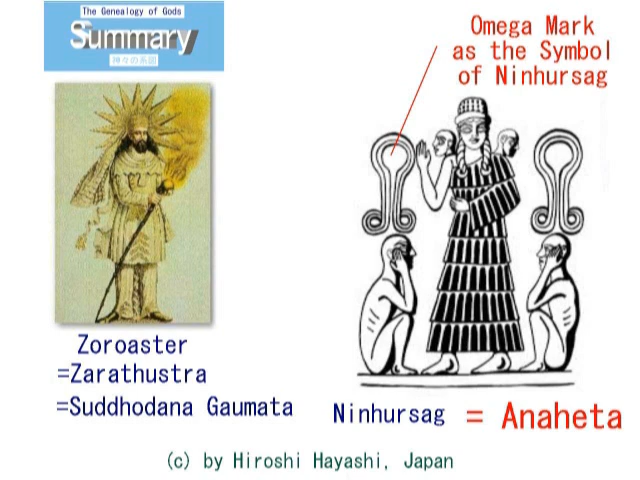 The Genealogy of Gods
Summary
神々の系図
Omega Mark
as the Symbol
of Ninhursag
Zoroaster
=Zarathustra
=Suddhodana Gaumata
Ninhursag = Anaheta
(c) by Hiroshi Hayashi, Japan